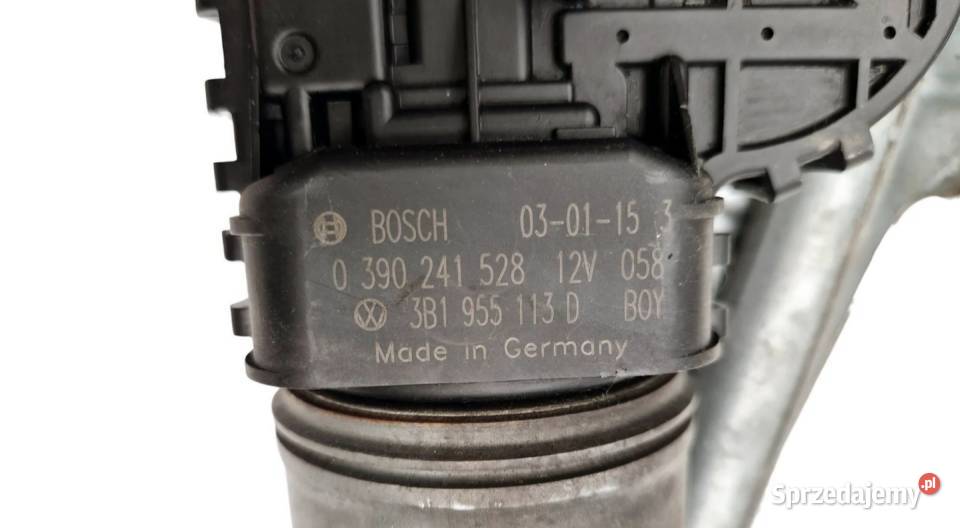 BOSCH 03-01-15 3
0 390 241 528 12V 058
3B1 955 113 D BOY
Made in Germany
Sprzedajemy.pl